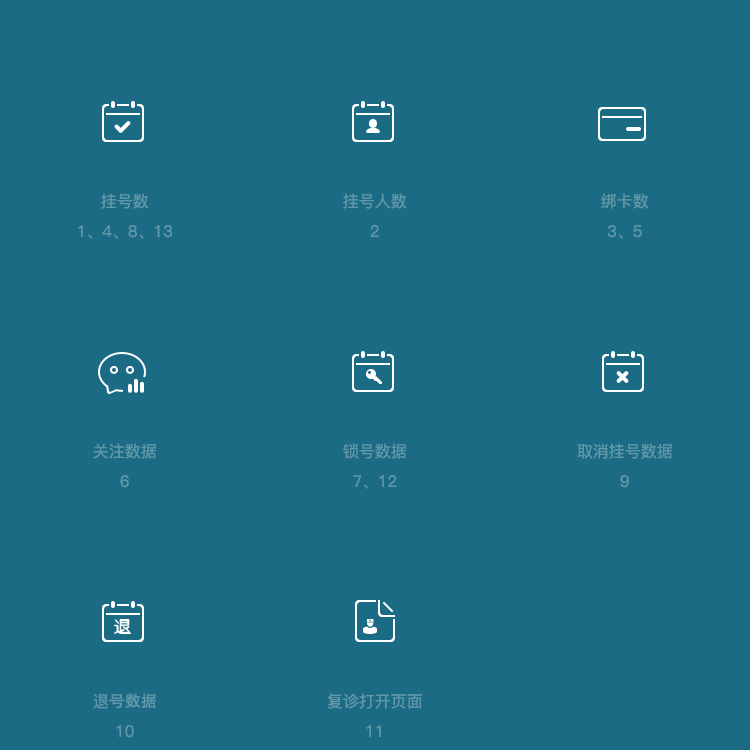 挂号数
1、4、8、13
挂号人数
2
绑卡数
3、5
关注数据
6
锁号数据
7、12
取消挂号数据
9
退
退号数据
10
复诊打开页面
11